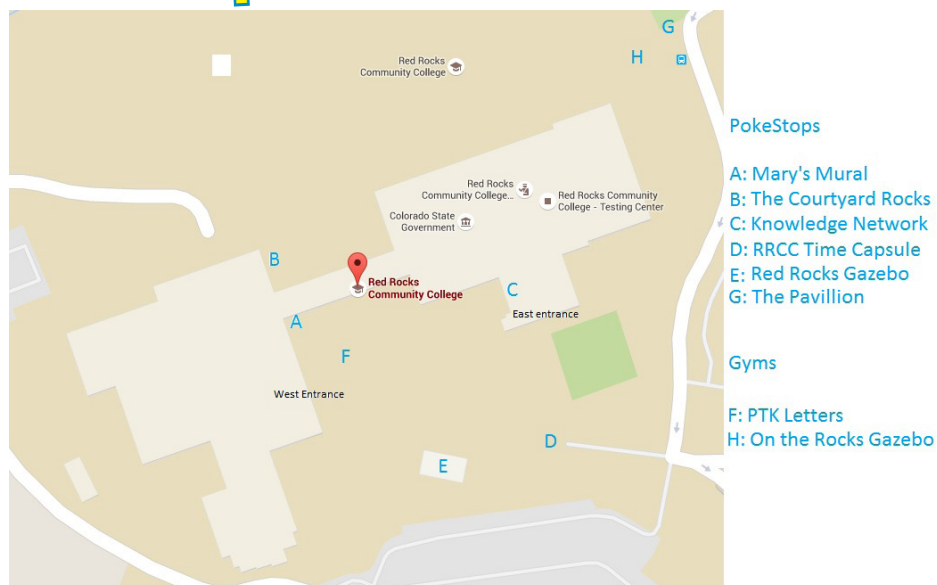 G
H
Red Rocks
Community College
PokeStops
A: Mary's Mural
B: The Courtyard Rocks
C: Knowledge Network
D: RRCC Time Capsule
E: Red Rocks Gazebo
G: The Pavillion
Gyms
F: PTK Letters
H: On the Rocks Gazebo
Red Rocks
Community College...
Red Rocks Community
College - Testing Center
Colorado State
Government
B
Red Rocks
Community College
C
East entrance
A
F
West Entrance
D
E